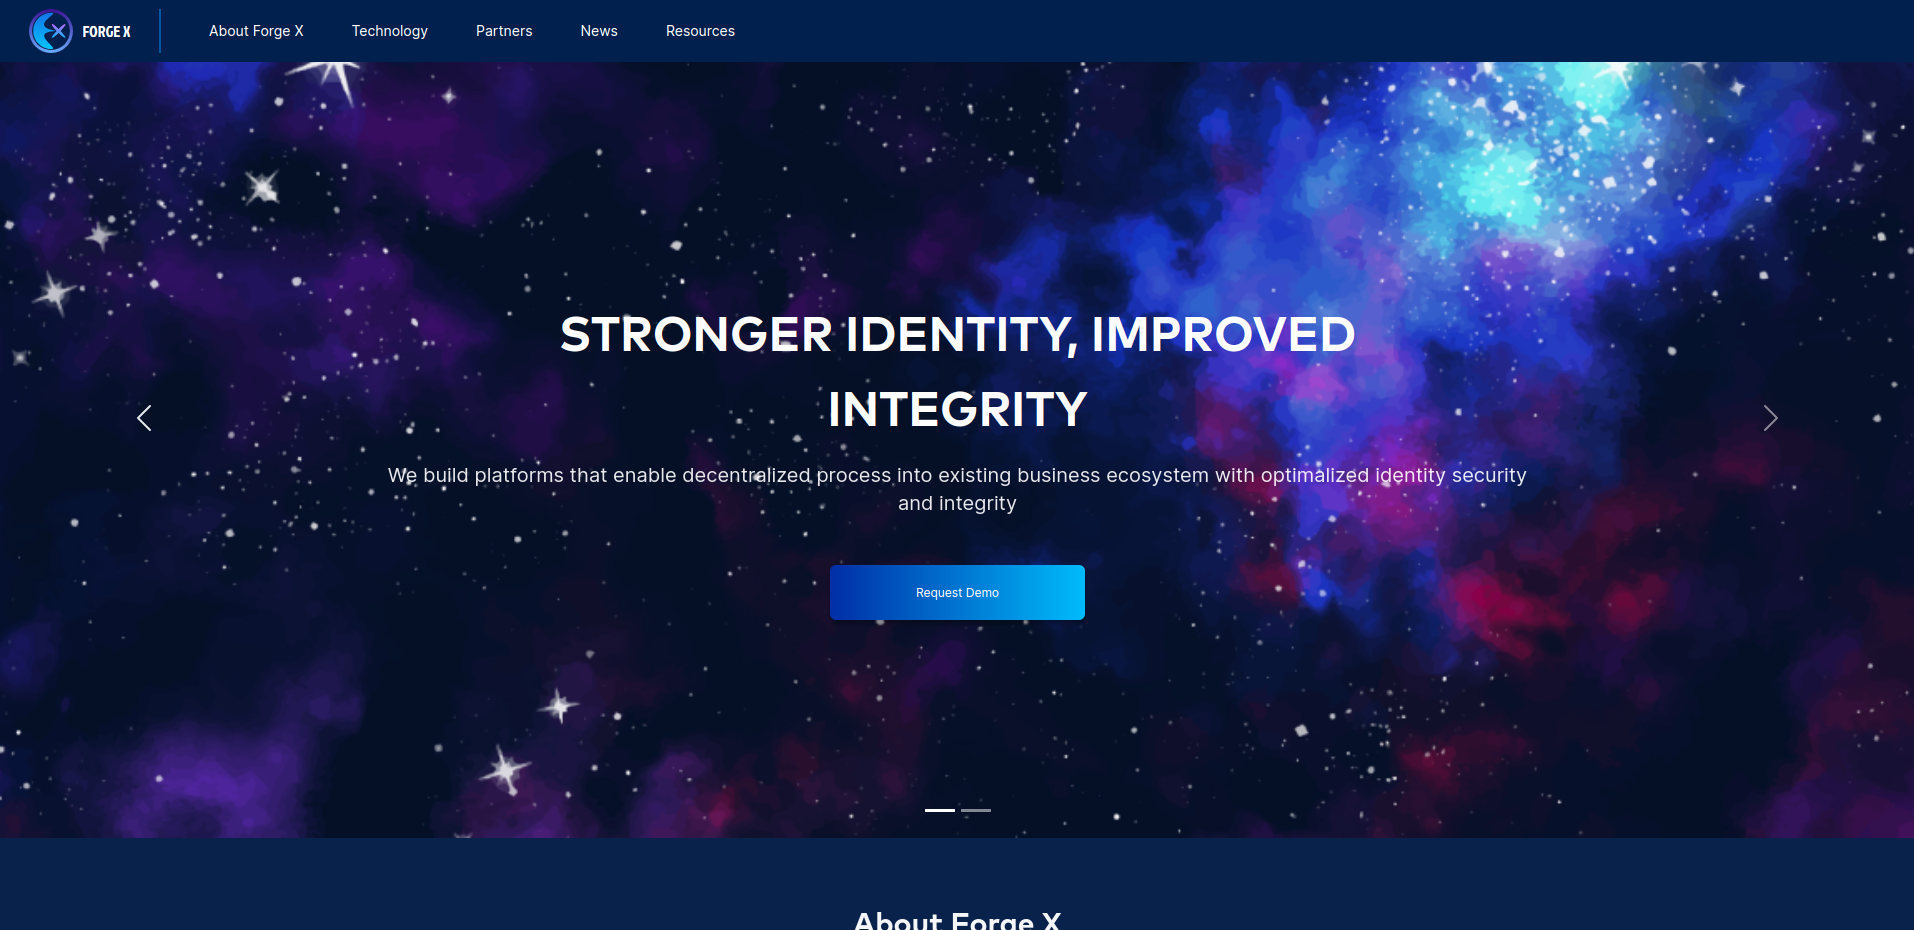 FORGE X
About Forge X
Technology
Partners
News
Resources
STRONGER IDENTITY, IMPROVED
INTEGRITY
We build platforms that enable decentralized process into existing business ecosystem with optimalized identity security
and integrity
Request Demo
About Forge X